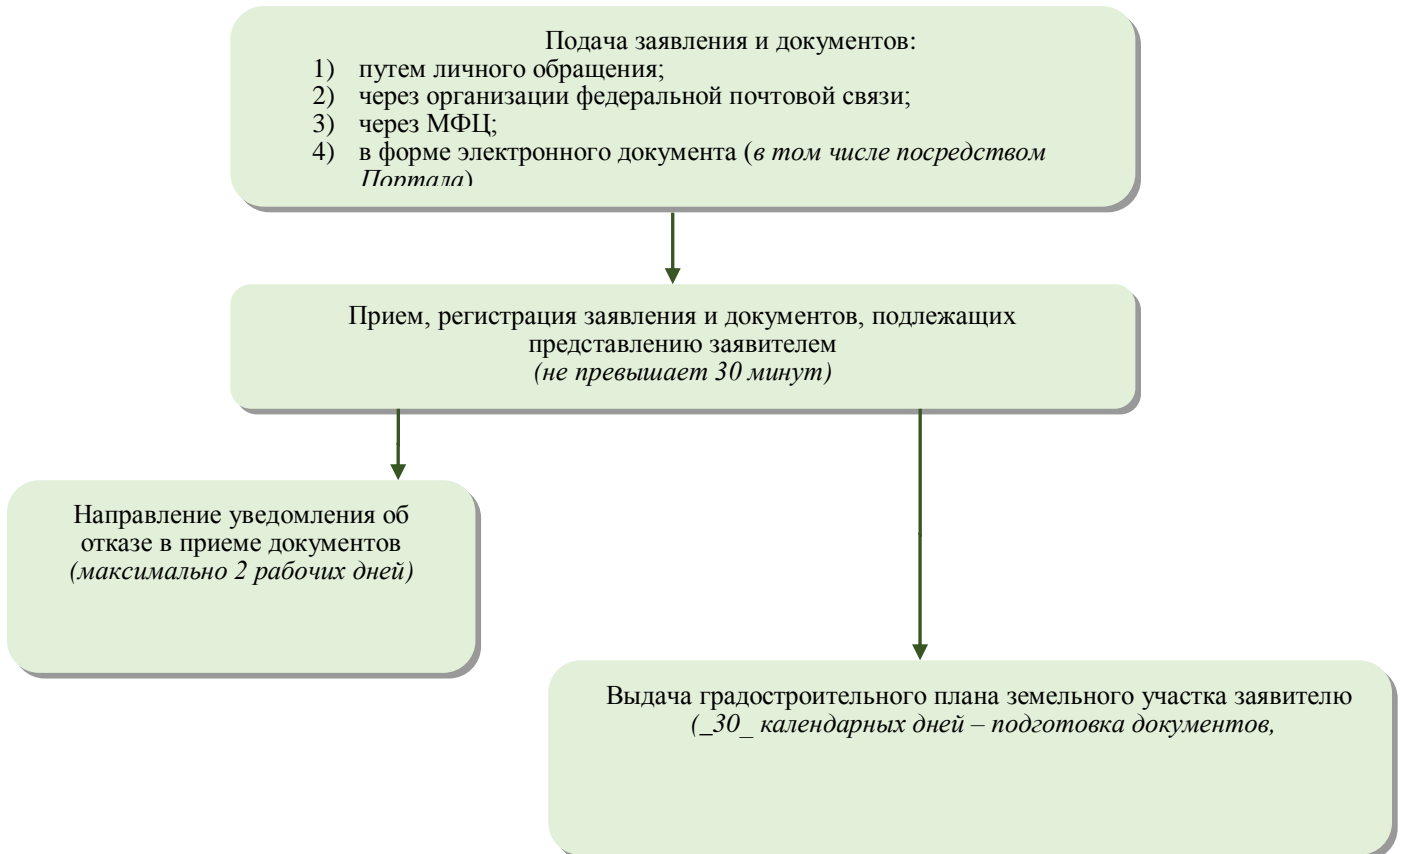 Подача заявления и документов:
1) путем личного обращения;
2) через организации федеральной почтовой связи;
3) через МФЦ;
4) в форме электронного документа (в том числе посредством
Портала)
Прием, регистрация заявления и документов, подлежащих
представлению заявителем
(не превышает 30 минут)
Направление уведомления об
отказе в приеме документов
(максимально 2 рабочих дней)
Выдача градостроительного плана земельного участка заявителю
(_30_ календарных дней – подготовка документов,